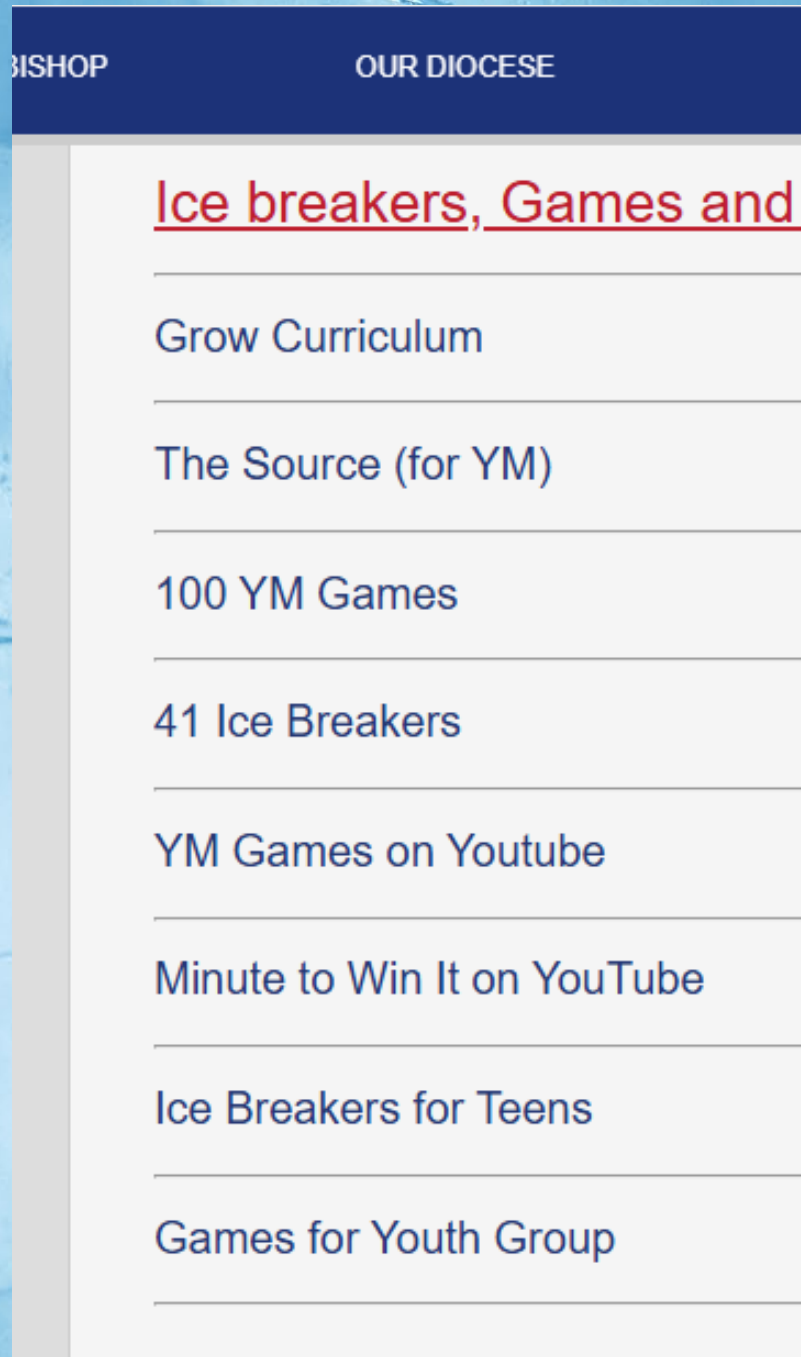 BISHOP OUR DIOCESE
Ice breakers, Games and
Grow Curriculum
The Source (for YM)
100 YM Games
41 Ice Breakers
YM Games on Youtube
Minute to Win It on YouTube
Ice Breakers for Teens
Games for Youth Group